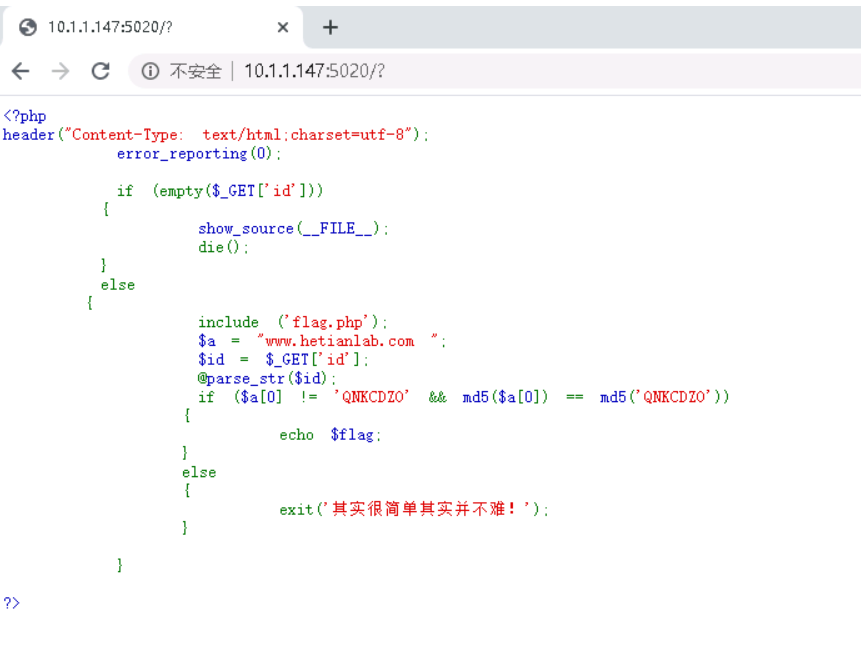 10.1.1.147:5020/?
不安全 | 10.1.1.147:5020/?
<?php
header("Content-Type: text/html;charset=utf-8");
error_reporting(0);
if (empty($_GET['id']))
{
show_source(__FILE__);
die();
}
else
{
include ('flag.php');
$a = "www.hetianlab.com ";
$id = $_GET['id'];
@parse_str($id);
if ($a[0] != 'QNKCDZO' && md5($a[0]) == md5('QNKCDZO'))
{
echo $flag;
}
else
{
exit('其实很简单其实并不难！');
}
}
?>